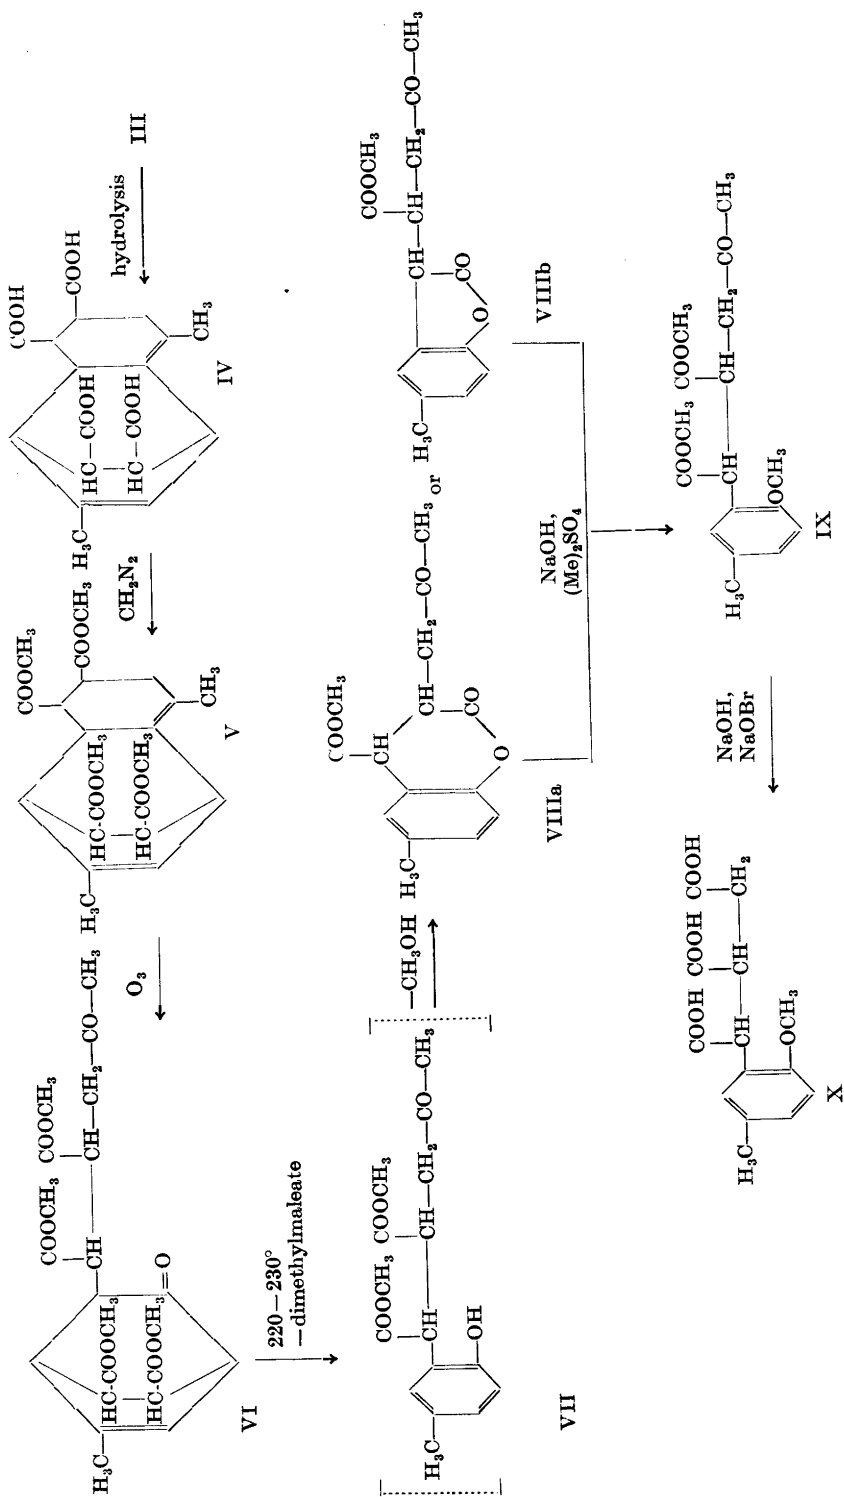 COOCH₃ COOCH₃
CH—CH—CH₂—CO—CH₃
H₃C
HC-COOCH₃
=O
HC-COOCH₃
VI
O₃
COOCH₃
COOCH₃
H₃C
HC-COOCH₃
HC-COOCH₃
CH₃
V
CH₂N₂
COOH
COOH
H₃C
HC—COOH
HC—COOH
CH₃
IV
hydrolysis
III
220—230°
—dimethylmaleate
COOCH₃ COOCH₃
CH—CH—CH₂—CO—CH₃
H₃C
OH
VII
—CH₃OH
COOCH₃
CH
CH—CH₂—CO—CH₃
H₃C
CO
O
VIIIa
or
COOCH₃
CH—CH—CH₂—CO—CH₃
H₃C
CO
O
VIIIb
NaOH,
(Me)₂SO₄
COOCH₃ COOCH₃
CH—CH—CH₂—CO—CH₃
H₃C
OCH₃
IX
NaOH,
NaOBr
COOH COOH COOH
CH—CH—CH₂
H₃C
OCH₃
X